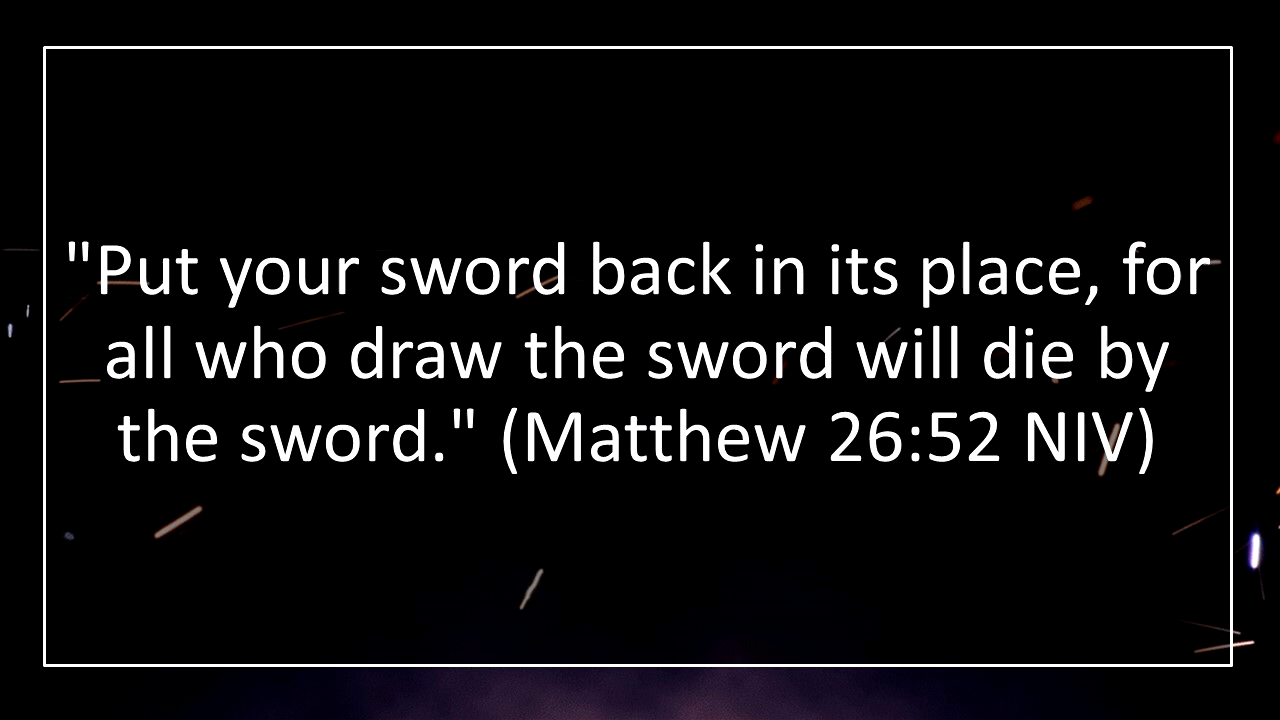 "Put your sword back in its place, for
all who draw the sword will die by
the sword." (Matthew 26:52 NIV)